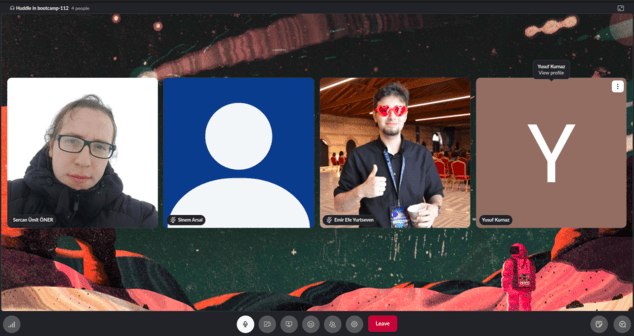 Huddle in bootcamp-112 4 people
Yusuf Kurnaz
View profile
Y
Sercan Ümit ÖNER
Sinem Arsal
Emir Efe Yurtseven
Yusuf Kurnaz
Leave